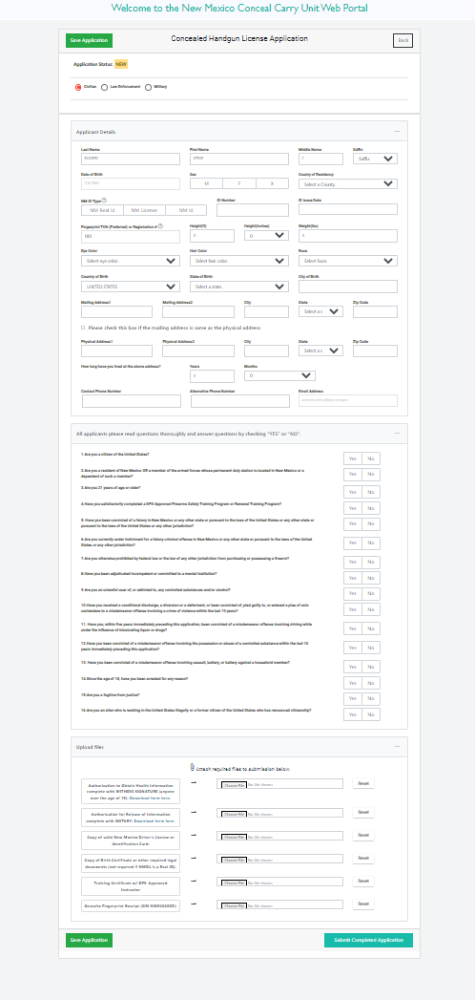 Welcome to the New Mexico Conceal Carry Unit Web Portal
Save Application
Concealed Handgun License Application
Back
Application Status: NEW
Civilian Law Enforcement Military
Applicant Details
Last Name First Name Middle Name Suffix
STEVE Suffix
Date of Birth Sex County of Residency
M F X Select a County...
NM ID Type ID Number ID Issue Date
NM Real Id NM License NM Id
Fingerprint TCN (Preferred) or Registration # Height(ft) Height(inches) Weight(lbs)
NM 0
Eye Color Hair Color Race
Select eye color... Select hair color... Select Race...
Country of Birth State of Birth City of Birth
UNITED STATES Select a state...
Mailing Address1 Mailing Address2 City State Zip Code
Select a s
Please check this box if the mailing address is same as the physical address
Physical Address1 Physical Address2 City State Zip Code
Select a s
How long have you lived at the above address? Years Months
0
Contact Phone Number Alternative Phone Number Email Address
All applicants please read questions thoroughly and answer questions by checking "YES" or "NO".
1. Are you a citizen of the United States? Yes No
2. Are you a resident of New Mexico OR a member of the armed forces whose permanent duty station is located in New Mexico or a
dependent of such a member? Yes No
3. Are you 21 years of age or older? Yes No
4. Have you satisfactorily completed a DPS-Approved Firearms Safety Training Program or Renewal Training Program? Yes No
5. Have you been convicted of a felony in New Mexico or any other state or pursuant to the laws of the United States or any other state or
pursuant to the laws of the United States or any other jurisdiction? Yes No
6. Are you currently under indictment for a felony criminal offense in New Mexico or any other state or pursuant to the laws of the United
States or any other jurisdiction? Yes No
7. Are you otherwise prohibited by federal law or the law of any other jurisdiction from purchasing or possessing a firearm? Yes No
8. Have you been adjudicated incompetent or committed to a mental institution? Yes No
9. Are you an unlawful user of, or addicted to, any controlled substances and/or alcohol? Yes No
10. Have you received a conditional discharge, a diversion or a deferment, or been convicted of, pled guilty to, or entered a plea of nolo
contendere to a misdemeanor offense involving a crime of violence within the last 10 years? Yes No
11. Have you, within five years immediately preceding this application, been convicted of a misdemeanor offense involving driving while
under the influence of intoxicating liquor or drugs? Yes No
12. Have you been convicted of a misdemeanor offense involving the possession or abuse of a controlled substance within the last 10
years immediately preceding this application? Yes No
13. Have you been convicted of a misdemeanor offense involving assault, battery, or battery against a household member? Yes No
14. Since the age of 18, have you been arrested for any reason? Yes No
15. Are you a fugitive from justice? Yes No
16. Are you an alien who is residing in the United States illegally or a former citizen of the United States who has renounced citizenship? Yes No
Upload files
Attach required files to submission below.
Authorization to Obtain Health Information
complete with WITNESS SIGNATURE (anyone
over the age of 18): Download form here.
Choose File No file chosen Reset
Authorization for Release of Information
complete with NOTARY: Download form here.
Choose File No file chosen Reset
Copy of valid New Mexico Driver's License or
Identification Card:
Choose File No file chosen Reset
Copy of Birth Certificate or other required legal
documents (not required if NMDL is a Real ID):
Choose File No file chosen Reset
Training Certificate w/ DPS Approved
Instructor
Choose File No file chosen Reset
Gemalto Fingerprint Receipt (ORI NM920200Z):
Choose File No file chosen Reset
Save Application
Submit Completed Application